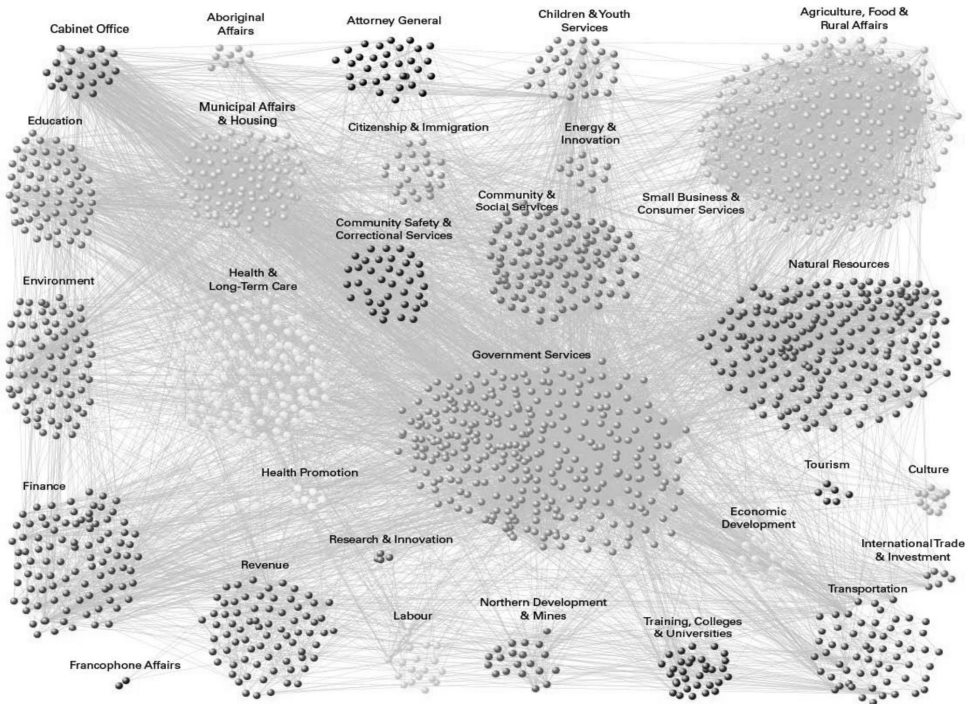 Cabinet Office
Aboriginal
Affairs
Attorney General
Children & Youth
Services
Agriculture, Food &
Rural Affairs
Education
Municipal Affairs
& Housing
Citizenship & Immigration
Energy &
Innovation
Community &
Social Services
Small Business &
Consumer Services
Community Safety &
Correctional Services
Environment
Health &
Long-Term Care
Natural Resources
Government Services
Finance
Health Promotion
Tourism
Culture
Economic
Development
Research & Innovation
International Trade
& Investment
Revenue
Transportation
Labour
Northern Development
& Mines
Training, Colleges
& Universities
Francophone Affairs